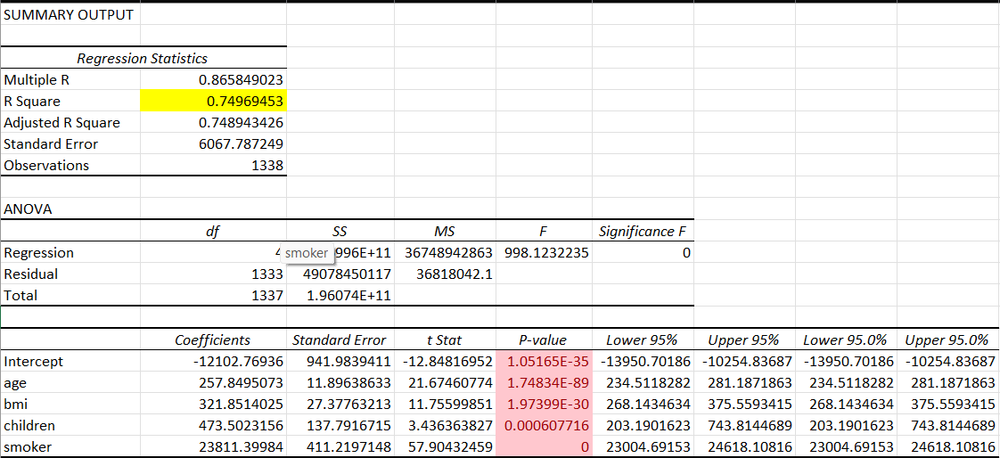 SUMMARY OUTPUT
Regression Statistics
Multiple R 0.865849023
R Square 0.74969453
Adjusted R Square 0.748943426
Standard Error 6067.787249
Observations 1338
ANOVA
df SS MS F Significance F
Regression 4 smoker 996E+11 36748942863 998.1232235 0
Residual 1333 49078450117 36818042.1
Total 1337 1.96074E+11
Coefficients Standard Error t Stat P-value Lower 95% Upper 95% Lower 95.0% Upper 95.0%
Intercept -12102.76936 941.9839411 -12.84816952 1.05165E-35 -13950.70186 -10254.83687 -13950.70186 -10254.83687
age 257.8495073 11.89638633 21.67460774 1.74834E-89 234.5118282 281.1871863 234.5118282 281.1871863
bmi 321.8514025 27.37763213 11.75599851 1.97399E-30 268.1434634 375.5593415 268.1434634 375.5593415
children 473.5023156 137.7916715 3.436363827 0.000607716 203.1901623 743.8144689 203.1901623 743.8144689
smoker 23811.39984 411.2197148 57.90432459 0 23004.69153 24618.10816 23004.69153 24618.10816